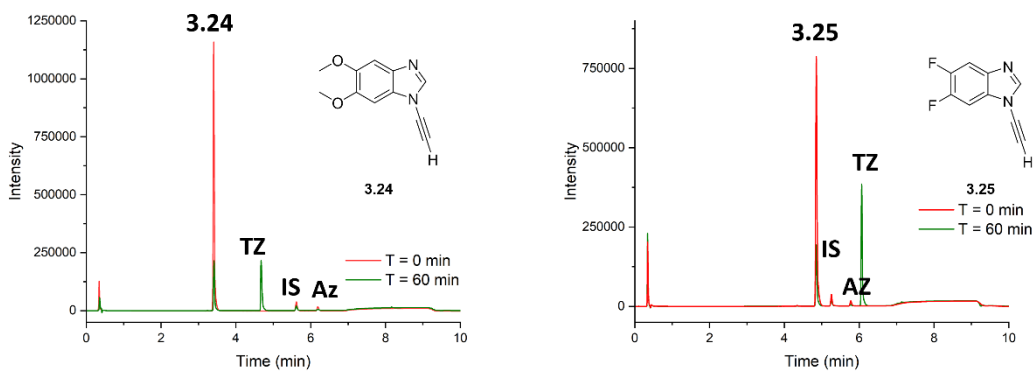 3.24
1250000
1000000
750000
500000
250000
0
Intensity
0 2 4 6 8 10
Time (min)
TZ
IS
Az
O
O
N
N
H
3.24
T = 0 min
T = 60 min
3.25
750000
500000
250000
0
Intensity
0 2 4 6 8 10
Time (min)
IS
AZ
TZ
F
F
N
N
H
3.25
T = 0 min
T = 60 min